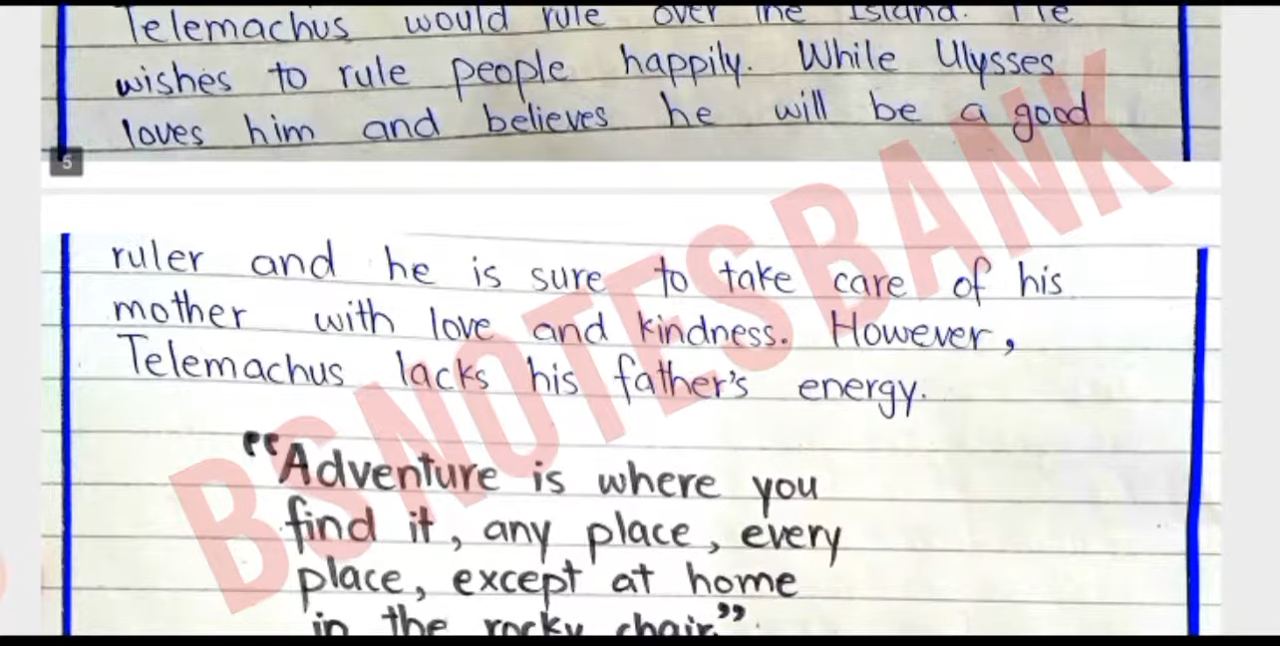 Telemachus would rule over the Island. He
wishes to rule people happily. While Ulysses
loves him and believes he will be a good
5
ruler and he is sure to take care of his
mother with love and kindness. However,
Telemachus lacks his father's energy.
"Adventure is where you
find it, any place, every
place, except at home
in the rocky chair".
BSNOTESBANK